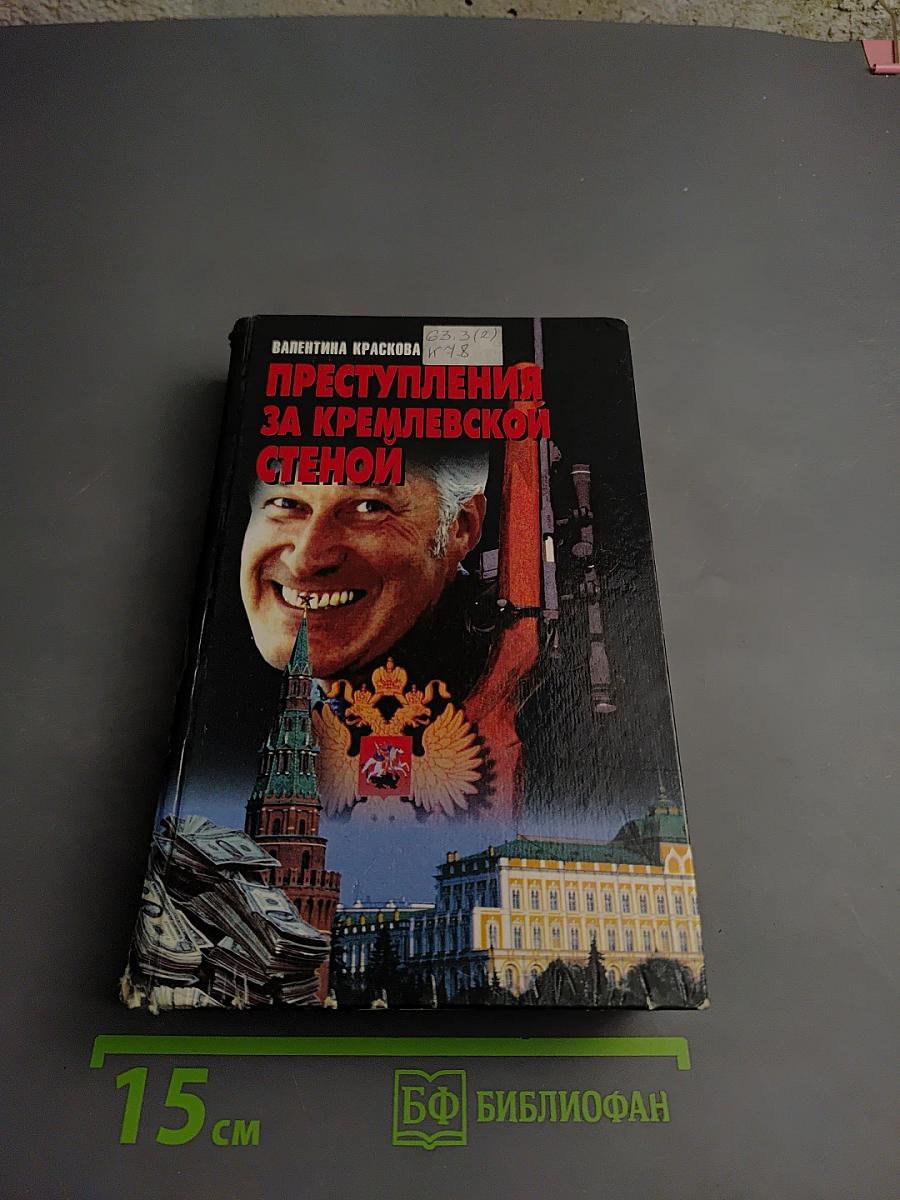 ВАЛЕНТИНА КРАСКОВА
63.3(2)
К78
ПРЕСТУПЛЕНИЯ
ЗА КРЕМЛЕВСКОЙ
СТЕНОЙ
15 см
БФ БИБЛИОФАН